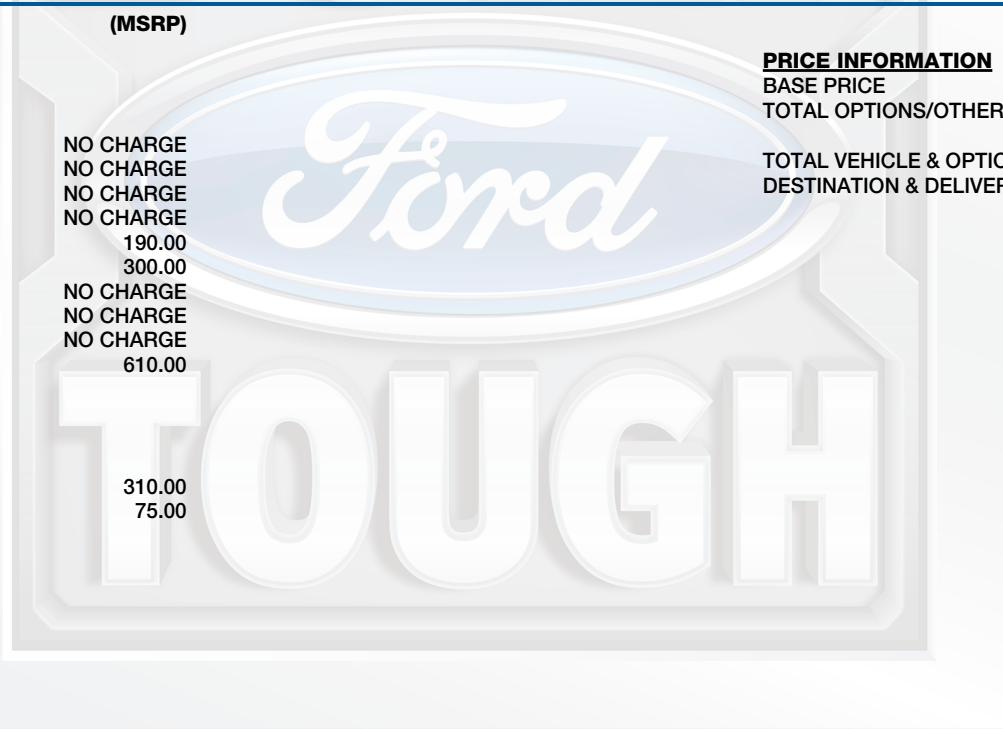 (MSRP)
NO CHARGE
NO CHARGE
NO CHARGE
NO CHARGE
190.00
300.00
NO CHARGE
NO CHARGE
NO CHARGE
610.00
310.00
75.00
PRICE INFORMATION
BASE PRICE
TOTAL OPTIONS/OTHER
TOTAL VEHICLE & OPTIO
DESTINATION & DELIVER
Ford
TOUGH